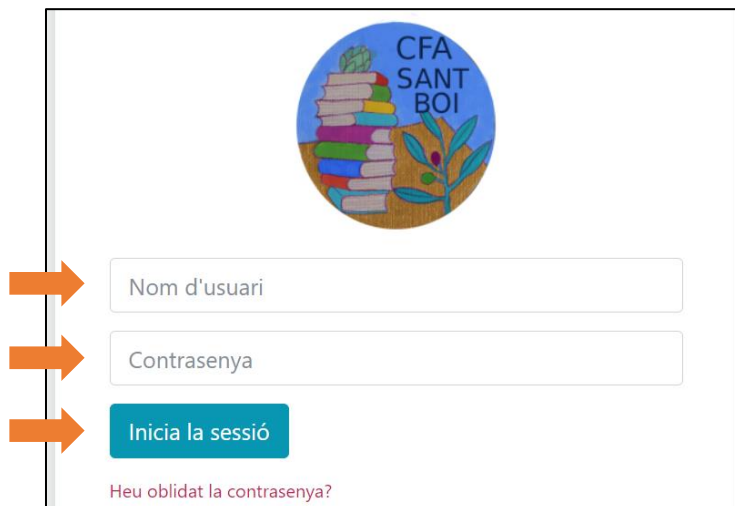 CFA
SANT
BOI
Nom d'usuari
Contrasenya
Inicia la sessió
Heu oblidat la contrasenya?